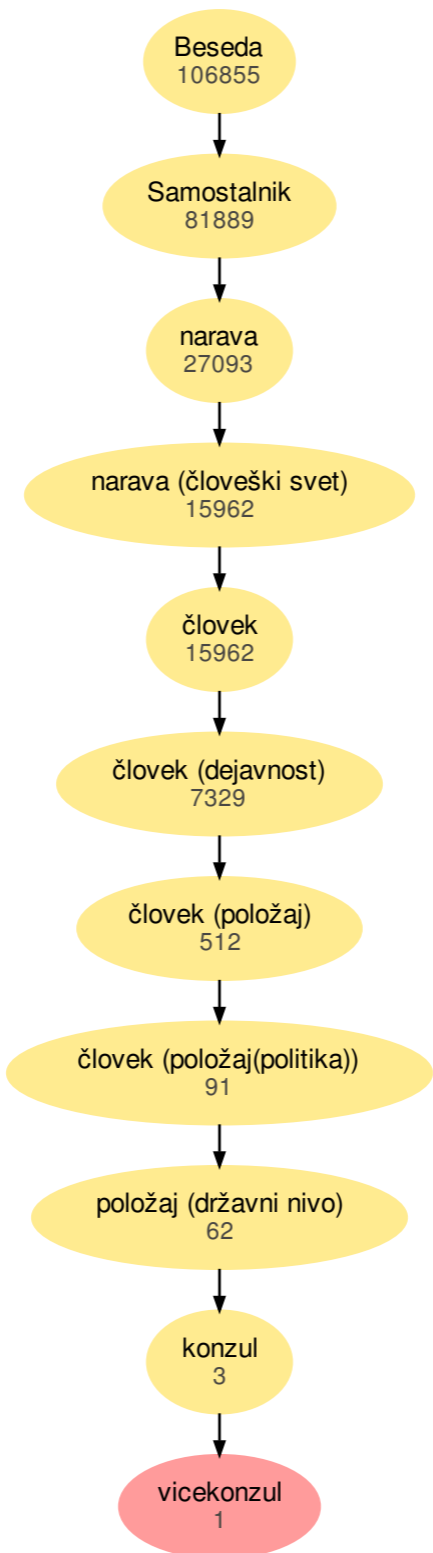 Beseda
106855
Samostalnik
81889
narava
27093
narava (človeški svet)
15962
človek
15962
človek (dejavnost)
7329
človek (položaj)
512
človek (položaj(politika))
91
položaj (državni nivo)
62
konzul
3
vicekonzul
1